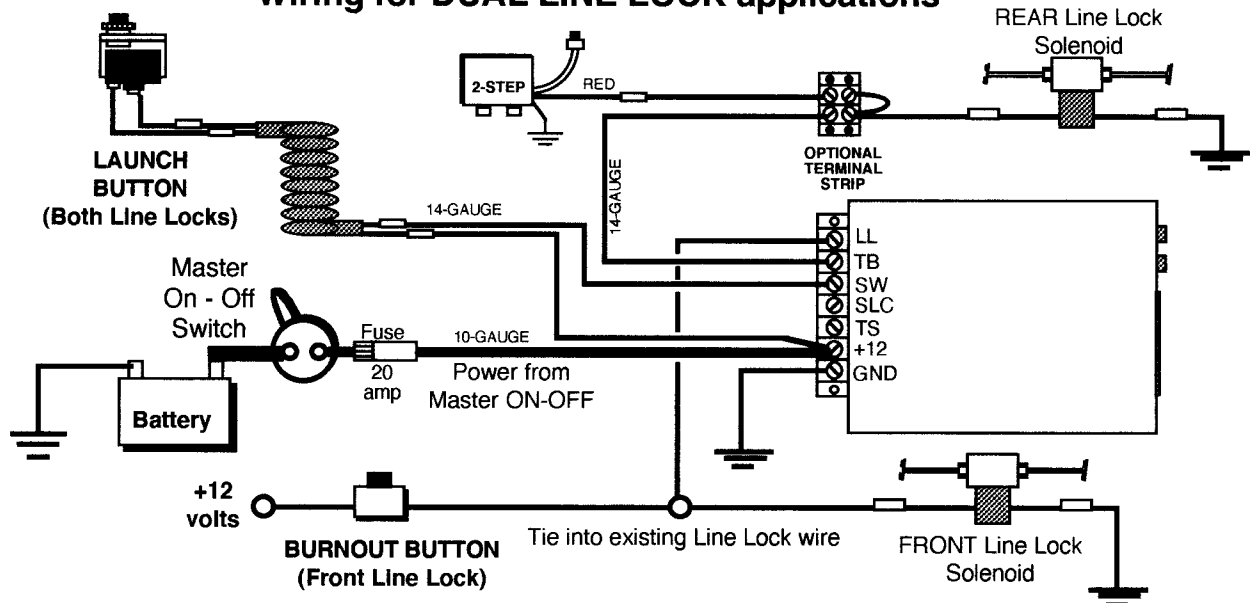 wiring for DUAL LINE LOCK applications
REAR Line Lock
Solenoid
2-STEP
RED
OPTIONAL
TERMINAL
STRIP
LAUNCH
BUTTON
(Both Line Locks)
14-GAUGE
14-GAUGE
LL
TB
SW
SLC
TS
+12
GND
Master
On - Off
Switch
Fuse
20
amp
10-GAUGE
Power from
Master ON-OFF
Battery
+12
volts
BURNOUT BUTTON
(Front Line Lock)
Tie into existing Line Lock wire
FRONT Line Lock
Solenoid